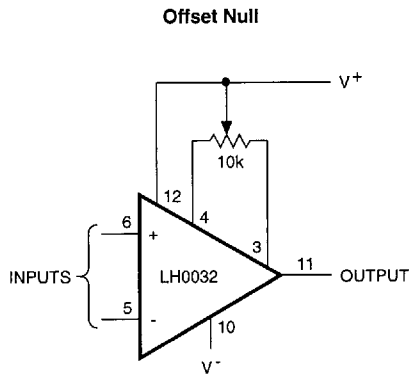 Offset Null
V+
10k
12
4
6
+
3
LH0032
11
OUTPUT
INPUTS
5
-
10
V-